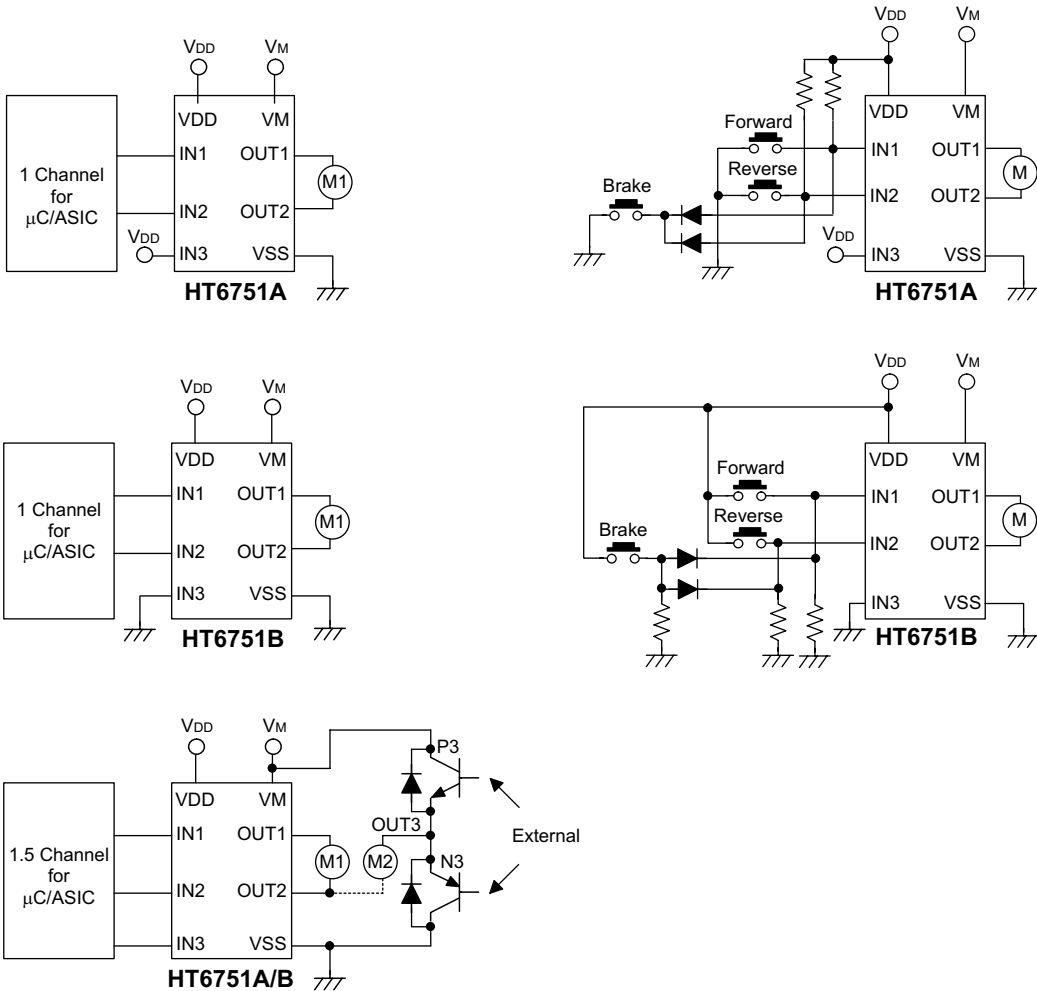 VDD
VM
VDD
VM
IN1
OUT1
1 Channel
for
µC/ASIC
M1
IN2
OUT2
VDD
IN3
VSS
HT6751A
VDD
VM
VDD
VM
Forward
IN1
OUT1
Reverse
M
Brake
IN2
OUT2
VDD
IN3
VSS
HT6751A
VDD
VM
VDD
VM
IN1
OUT1
1 Channel
for
µC/ASIC
M1
IN2
OUT2
IN3
VSS
HT6751B
VDD
VM
VDD
VM
Forward
IN1
OUT1
Reverse
M
Brake
IN2
OUT2
IN3
VSS
HT6751B
VDD
VM
P3
VDD
VM
IN1
OUT1
OUT3
External
1.5 Channel
for
µC/ASIC
M1
M2
N3
IN2
OUT2
IN3
VSS
HT6751A/B